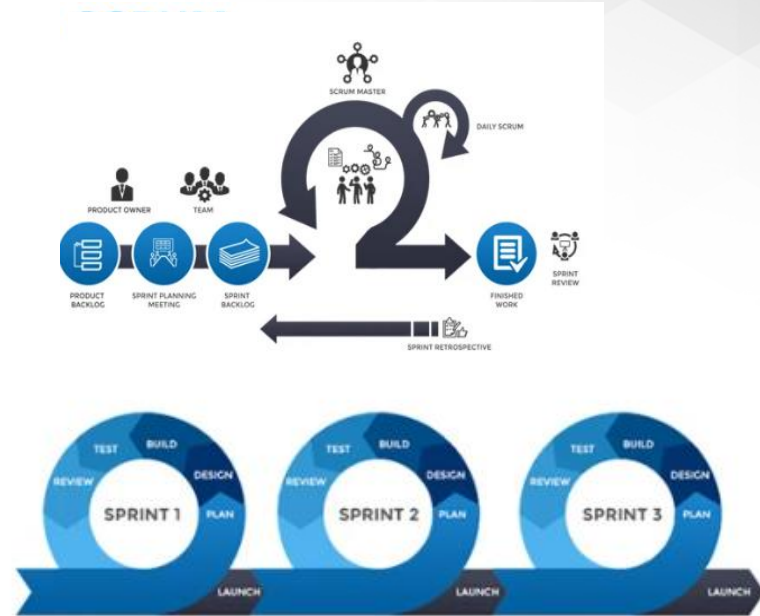 SCRUM MASTER
DAILY SCRUM
PRODUCT OWNER
TEAM
PRODUCT
BACKLOG
SPRINT PLANNING
MEETING
SPRINT
BACKLOG
FINISHED
WORK
SPRINT
REVIEW
SPRINT RETROSPECTIVE
TEST
BUILD
REVIEW
DESIGN
SPRINT 1
PLAN
LAUNCH
TEST
BUILD
REVIEW
DESIGN
SPRINT 2
PLAN
LAUNCH
TEST
BUILD
REVIEW
DESIGN
SPRINT 3
PLAN
LAUNCH